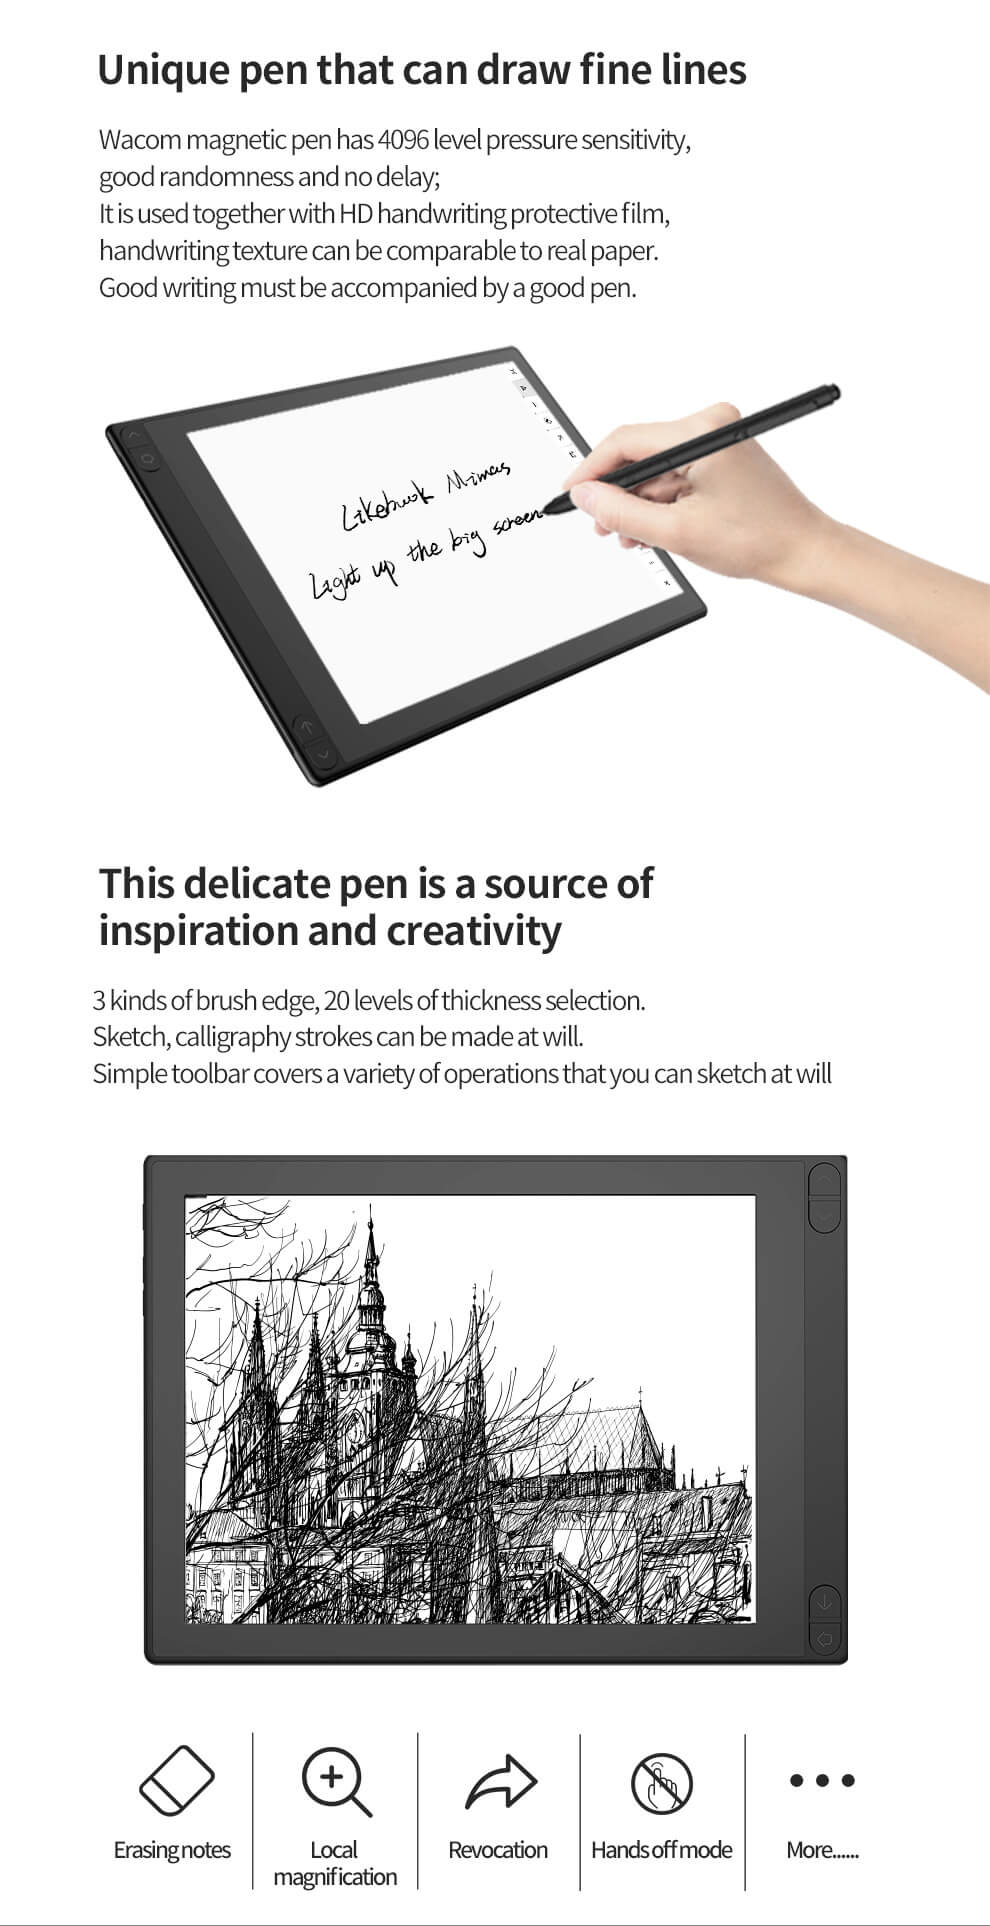 Unique pen that can draw fine lines
Wacom magnetic pen has 4096 level pressure sensitivity,
good randomness and no delay;
It is used together with HD handwriting protective film,
handwriting texture can be comparable to real paper.
Good writing must be accompanied by a good pen.
Likebook Mimas
Light up the big screen
This delicate pen is a source of
inspiration and creativity
3 kinds of brush edge, 20 levels of thickness selection.
Sketch, calligraphy strokes can be made at will.
Simple toolbar covers a variety of operations that you can sketch at will
Erasing notes
Local
magnification
Revocation
Hands off mode
More......